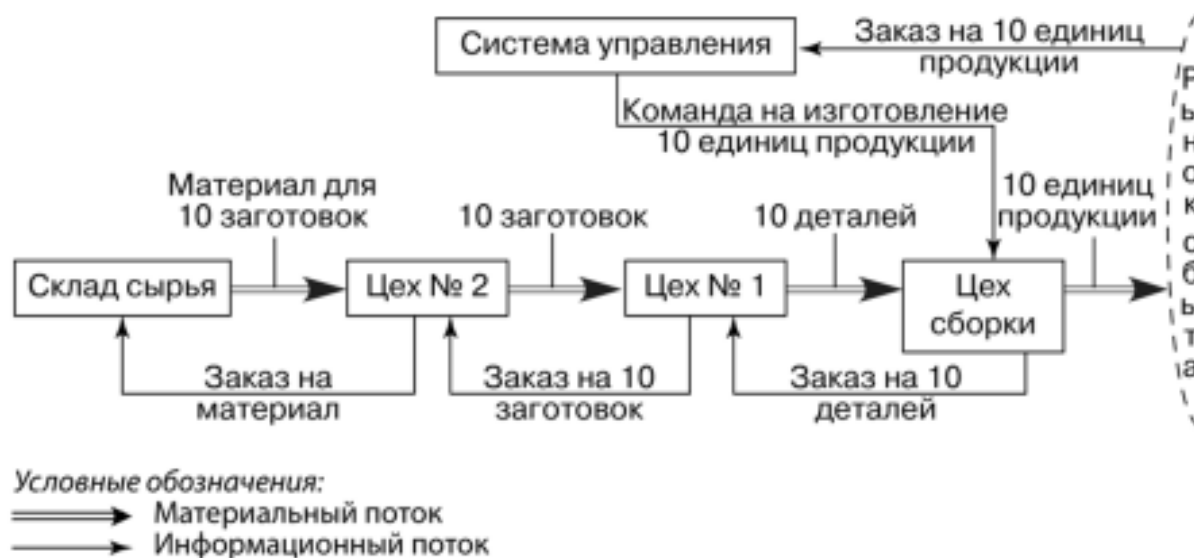 Система управления
Заказ на 10 единиц
продукции
Команда на изготовление
10 единиц продукции
Материал для
10 заготовок
10 заготовок
10 деталей
10 единиц
продукции
Склад сырья
Цех № 2
Цех № 1
Цех
сборки
Заказ на
материал
Заказ на 10
заготовок
Заказ на 10
деталей
Р
ы
н
о
к
с
б
ы
т
а
Условные обозначения:
Материальный поток
Информационный поток